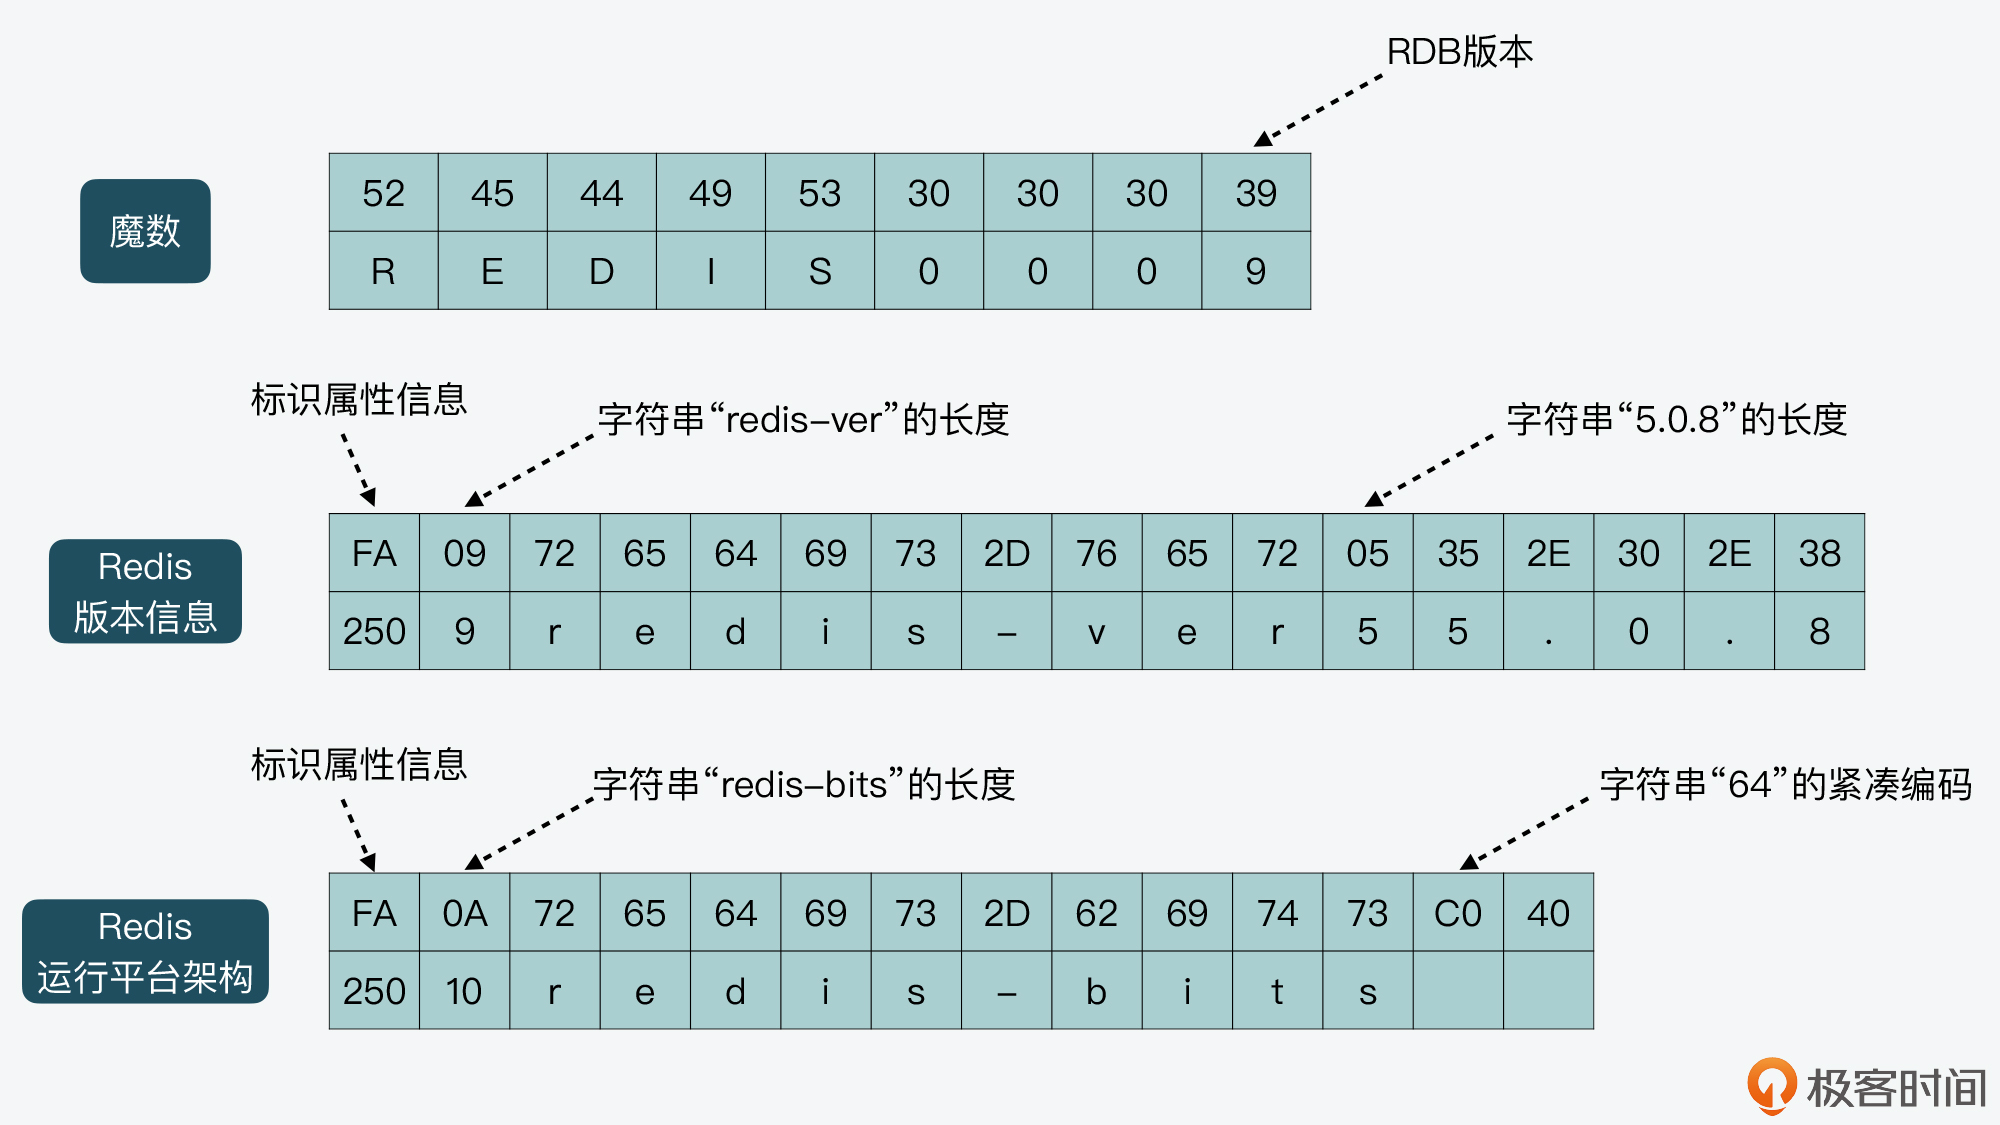 RDB版本
魔数
52 45 44 49 53 30 30 30 39
R E D I S 0 0 0 9
标识属性信息
字符串“redis-ver”的长度
字符串“5.0.8”的长度
Redis
版本信息
FA 09 72 65 64 69 73 2D 76 65 72 05 35 2E 30 2E 38
250 9 r e d i s - v e r 5 5 . 0 . 8
标识属性信息
字符串“redis-bits”的长度
字符串“64”的紧凑编码
Redis
运行平台架构
FA 0A 72 65 64 69 73 2D 62 69 74 73 C0 40
250 10 r e d i s - b i t s
极客时间